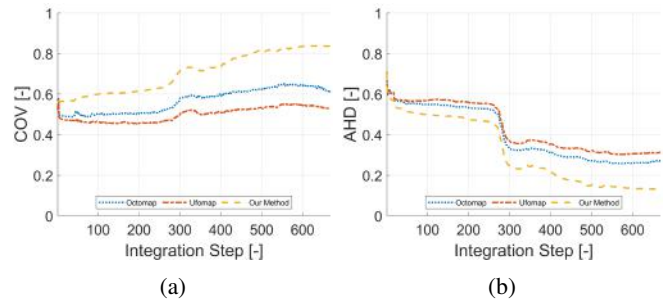 1
0.8
0.6
0.4
0.2
0
COV [-]
Octomap Ufomap Our Method
100 200 300 400 500 600
Integration Step [-]
(a)
1
0.8
0.6
0.4
0.2
0
AHD [-]
Octomap Ufomap Our Method
100 200 300 400 500 600
Integration Step [-]
(b)